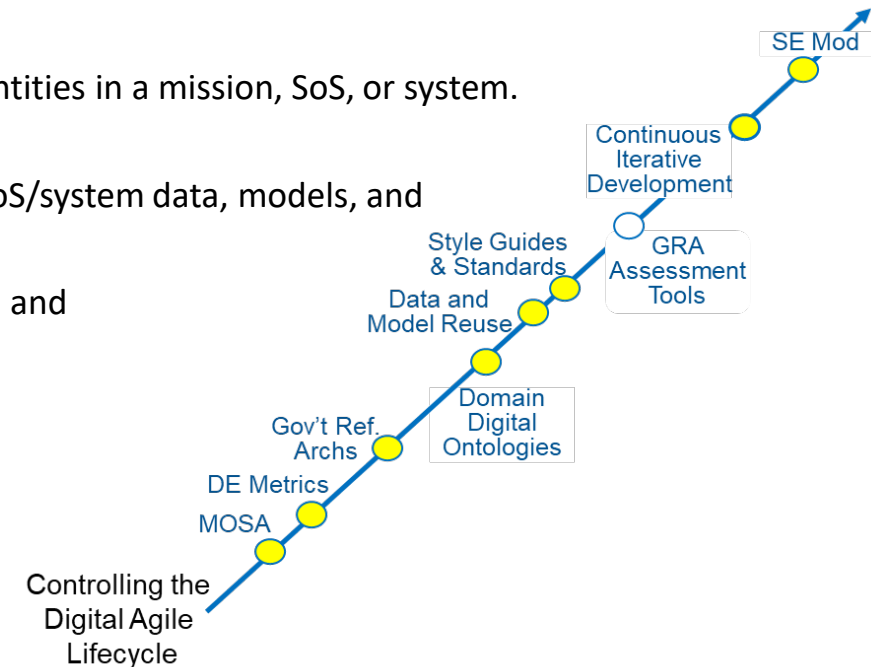 ntities in a mission, SoS, or system.
oS/system data, models, and
and
SE Mod
Continuous
Iterative
Development
Style Guides
& Standards
GRA
Assessment
Tools
Data and
Model Reuse
Domain
Digital
Ontologies
Gov't Ref.
Archs
DE Metrics
MOSA
Controlling the
Digital Agile
Lifecycle